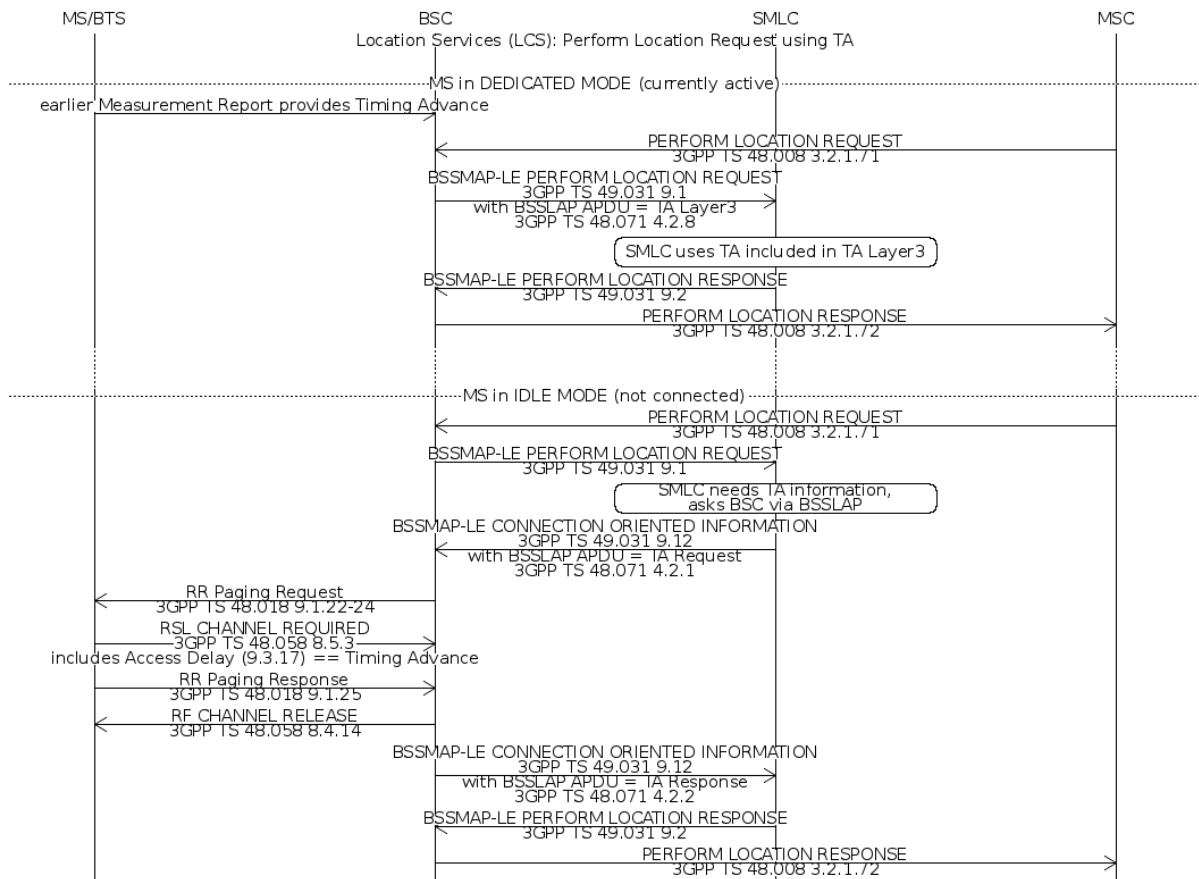 MS/BTS BSC SMLC MSC
Location Services (LCS): Perform Location Request using TA
MS in DEDICATED MODE (currently active)
earlier Measurement Report provides Timing Advance
PERFORM LOCATION REQUEST
3GPP TS 48.008 3.2.1.71
BSSMAP-LE PERFORM LOCATION REQUEST
3GPP TS 49.031 9.1
with BSSLAP APDU = TA Layer3
3GPP TS 48.071 4.2.8
SMLC uses TA included in TA Layer3
BSSMAP-LE PERFORM LOCATION RESPONSE
3GPP TS 49.031 9.2
PERFORM LOCATION RESPONSE
3GPP TS 48.008 3.2.1.72
MS in IDLE MODE (not connected)
PERFORM LOCATION REQUEST
3GPP TS 48.008 3.2.1.71
BSSMAP-LE PERFORM LOCATION REQUEST
3GPP TS 49.031 9.1
SMLC needs TA information,
asks BSC via BSSLAP
BSSMAP-LE CONNECTION ORIENTED INFORMATION
3GPP TS 49.031 9.12
with BSSLAP APDU = TA Request
3GPP TS 48.071 4.2.1
RR Paging Request
3GPP TS 48.018 9.1.22-24
RSL CHANNEL REQUIRED
3GPP TS 48.058 8.5.3
includes Access Delay (9.3.17) == Timing Advance
RR Paging Response
3GPP TS 48.018 9.1.25
RF CHANNEL RELEASE
3GPP TS 48.058 8.4.14
BSSMAP-LE CONNECTION ORIENTED INFORMATION
3GPP TS 49.031 9.12
with BSSLAP APDU = TA Response
3GPP TS 48.071 4.2.2
BSSMAP-LE PERFORM LOCATION RESPONSE
3GPP TS 49.031 9.2
PERFORM LOCATION RESPONSE
3GPP TS 48.008 3.2.1.72